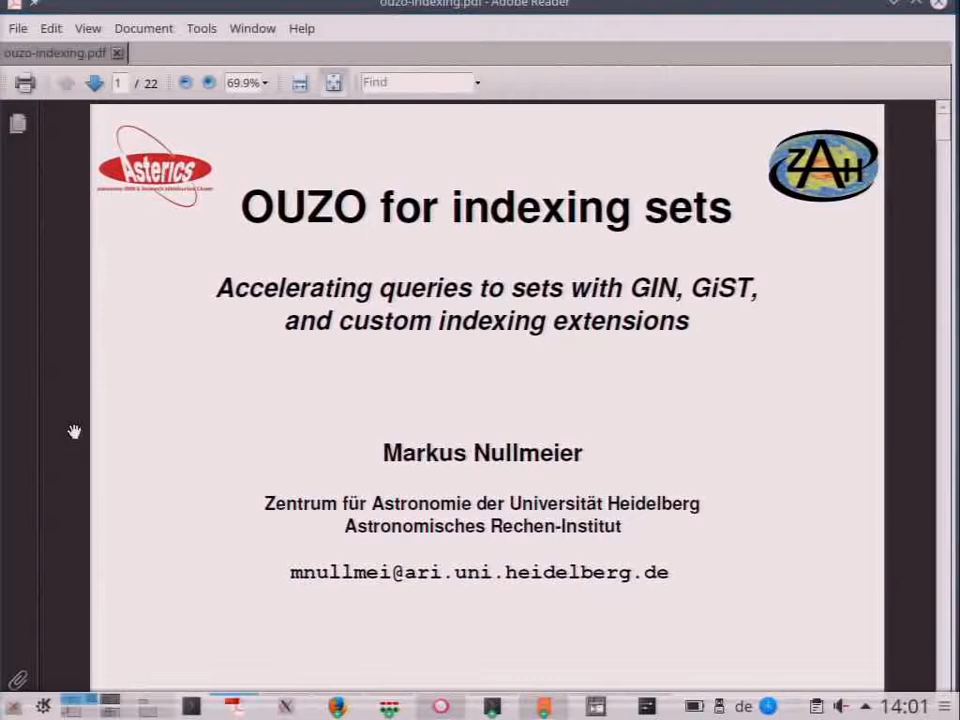 ouzo-indexing.pdf - Adobe Reader
File Edit View Document Tools Window Help
ouzo-indexing.pdf
1 / 22 69.9% Find
Asterics
ZAH
OUZO for indexing sets
Accelerating queries to sets with GIN, GiST,
and custom indexing extensions
Markus Nullmeier
Zentrum für Astronomie der Universität Heidelberg
Astronomisches Rechen-Institut
mnullmei@ari.uni.heidelberg.de
de 14:01